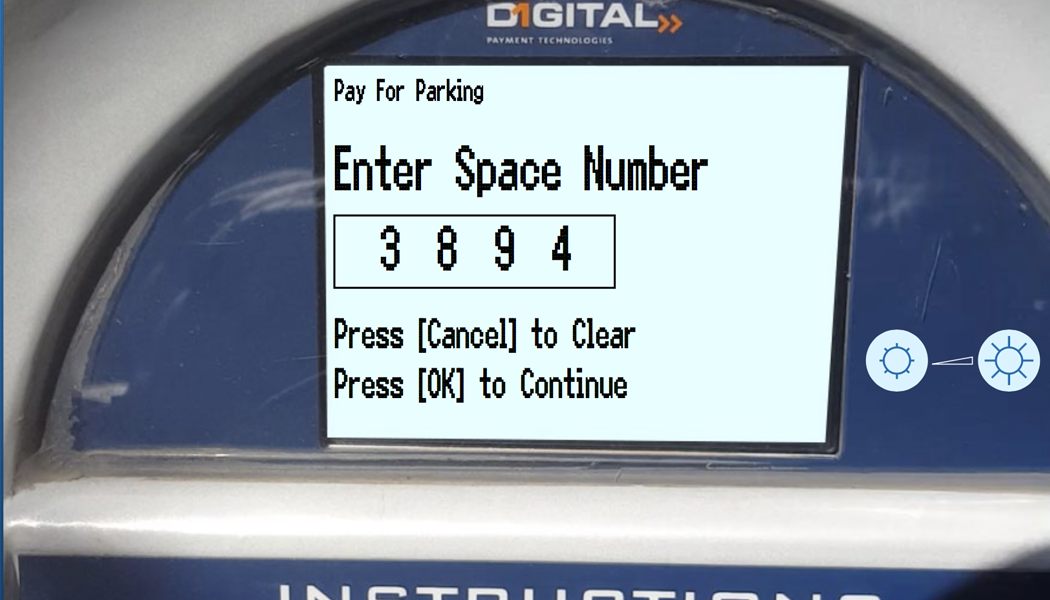 D1GITAL
PAYMENT TECHNOLOGIES
Pay For Parking
Enter Space Number
3 8 9 4
Press [Cancel] to Clear
Press [OK] to Continue
INSTRUCTIONS